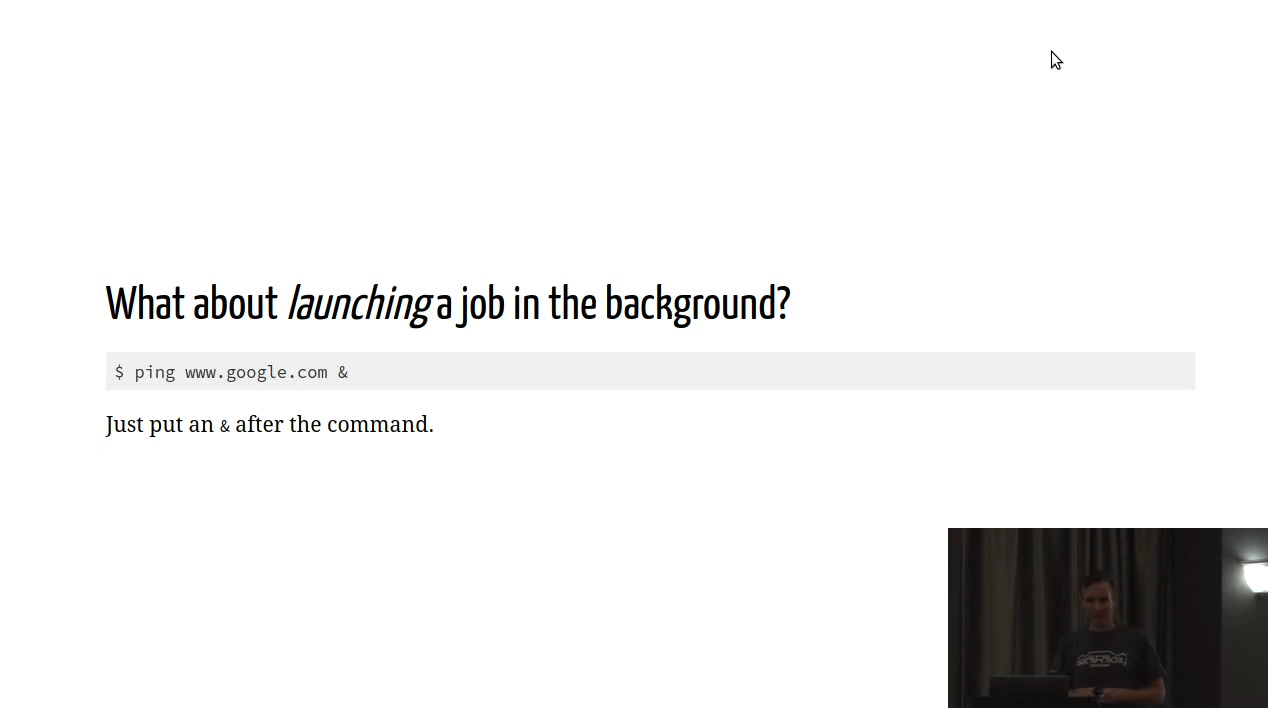 What about launching a job in the background?
$ ping www.google.com &
Just put an & after the command.